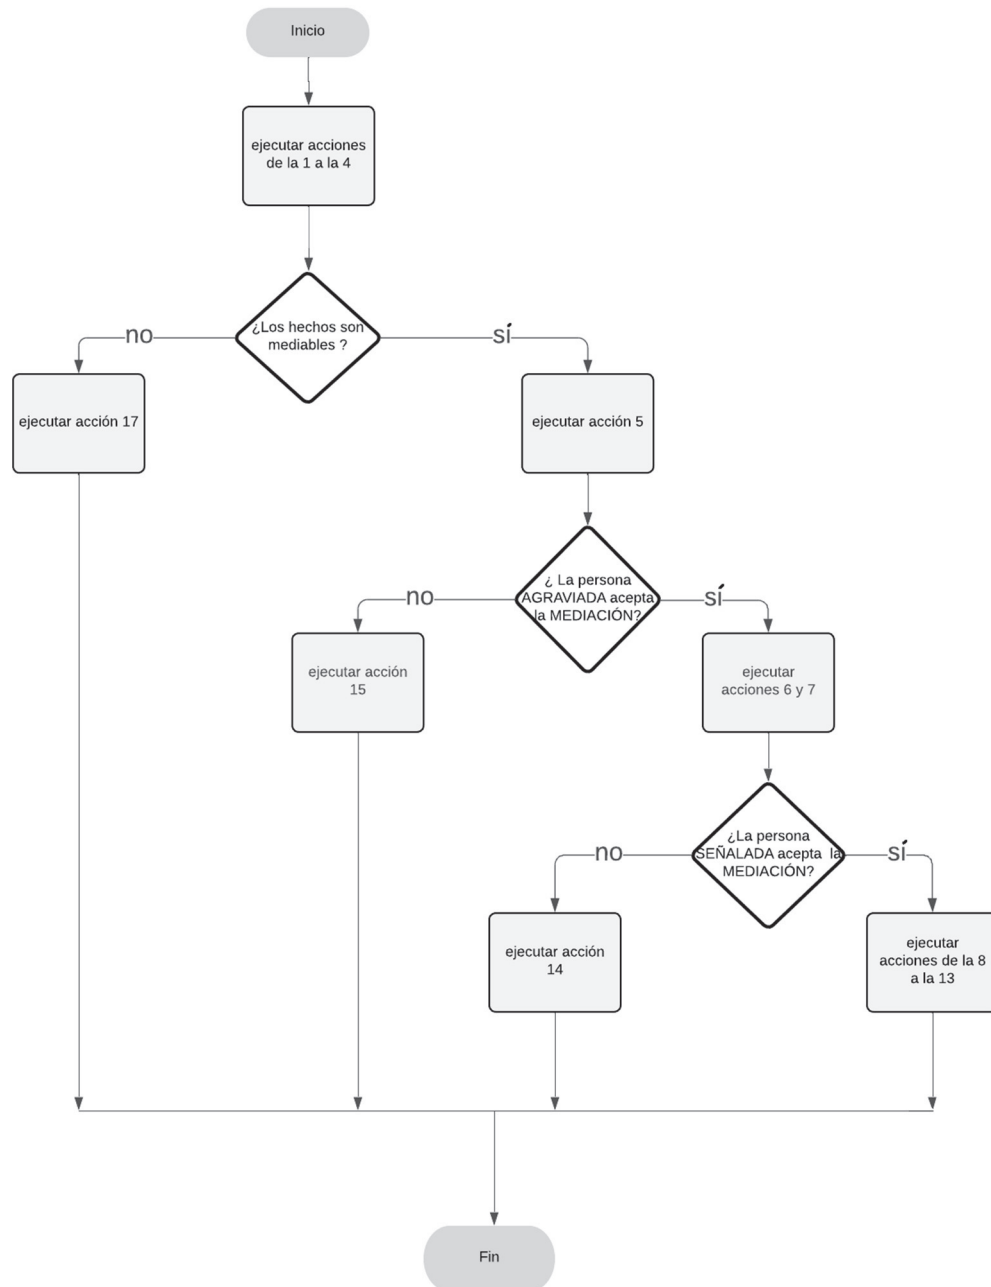 Inicio
ejecutar acciones
de la 1 a la 4
¿Los hechos son
mediables ?
no
sí
ejecutar acción 17
ejecutar acción 5
¿ La persona
AGRAVIADA acepta
la MEDIACIÓN?
no
sí
ejecutar acción
15
ejecutar
acciones 6 y 7
¿La persona
SEÑALADA acepta la
MEDIACIÓN?
no
sí
ejecutar acción
14
ejecutar
acciones de la 8
a la 13
Fin